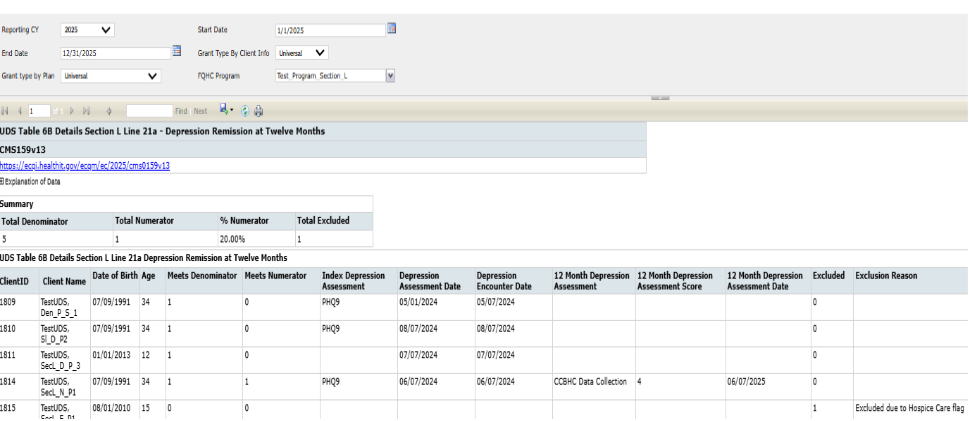 Reporting CY 2025 Start Date 1/1/2025
End Date 12/31/2025 Grant Type By Client Info Universal
Grant type by Plan Universal FQHC Program Test_Program_Section_L
1 Find | Next
UDS Table 6B Details Section L Line 21a - Depression Remission at Twelve Months
CMS159v13
https://ecqi.healthit.gov/ecqm/ec/2025/cms0159v13
Explanation of Data
Summary
Total Denominator Total Numerator % Numerator Total Excluded
5 1 20.00% 1
UDS Table 6B Details Section L Line 21a Depression Remission at Twelve Months
ClientID Client Name Date of Birth Age Meets Denominator Meets Numerator Index Depression Assessment Depression Assessment Date Depression Encounter Date 12 Month Depression Assessment 12 Month Depression Assessment Score 12 Month Depression Assessment Date Excluded Exclusion Reason
1809 TestUDS, Den_P_S_1 07/09/1991 34 1 0 PHQ9 05/01/2024 05/07/2024 0
1810 TestUDS, Sl_D_P2 07/09/1991 34 1 0 PHQ9 08/07/2024 08/07/2024 0
1811 TestUDS, SecL_D_P_3 01/01/2013 12 1 0 07/07/2024 07/07/2024 0
1814 TestUDS, SecL_N_P1 07/09/1991 34 1 1 PHQ9 06/07/2024 06/07/2024 CCBHC Data Collection 4 06/07/2025 0
1815 TestUDS, 08/01/2010 15 0 0 1 Excluded due to Hospice Care flag